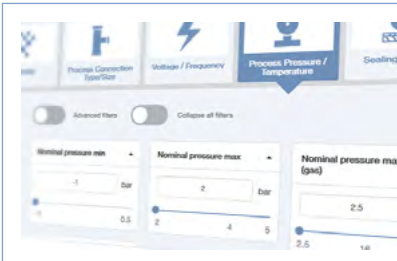 Process Connection
Type/Size
Voltage / Frequency
Process Pressure /
Temperature
Sealing
Advanced filters
Collapse all filters
Nominal pressure min
-1
bar
-1
0.5
Nominal pressure max
2
bar
2
4
5
Nominal pressure ma
(gas)
2.5
2.5
16